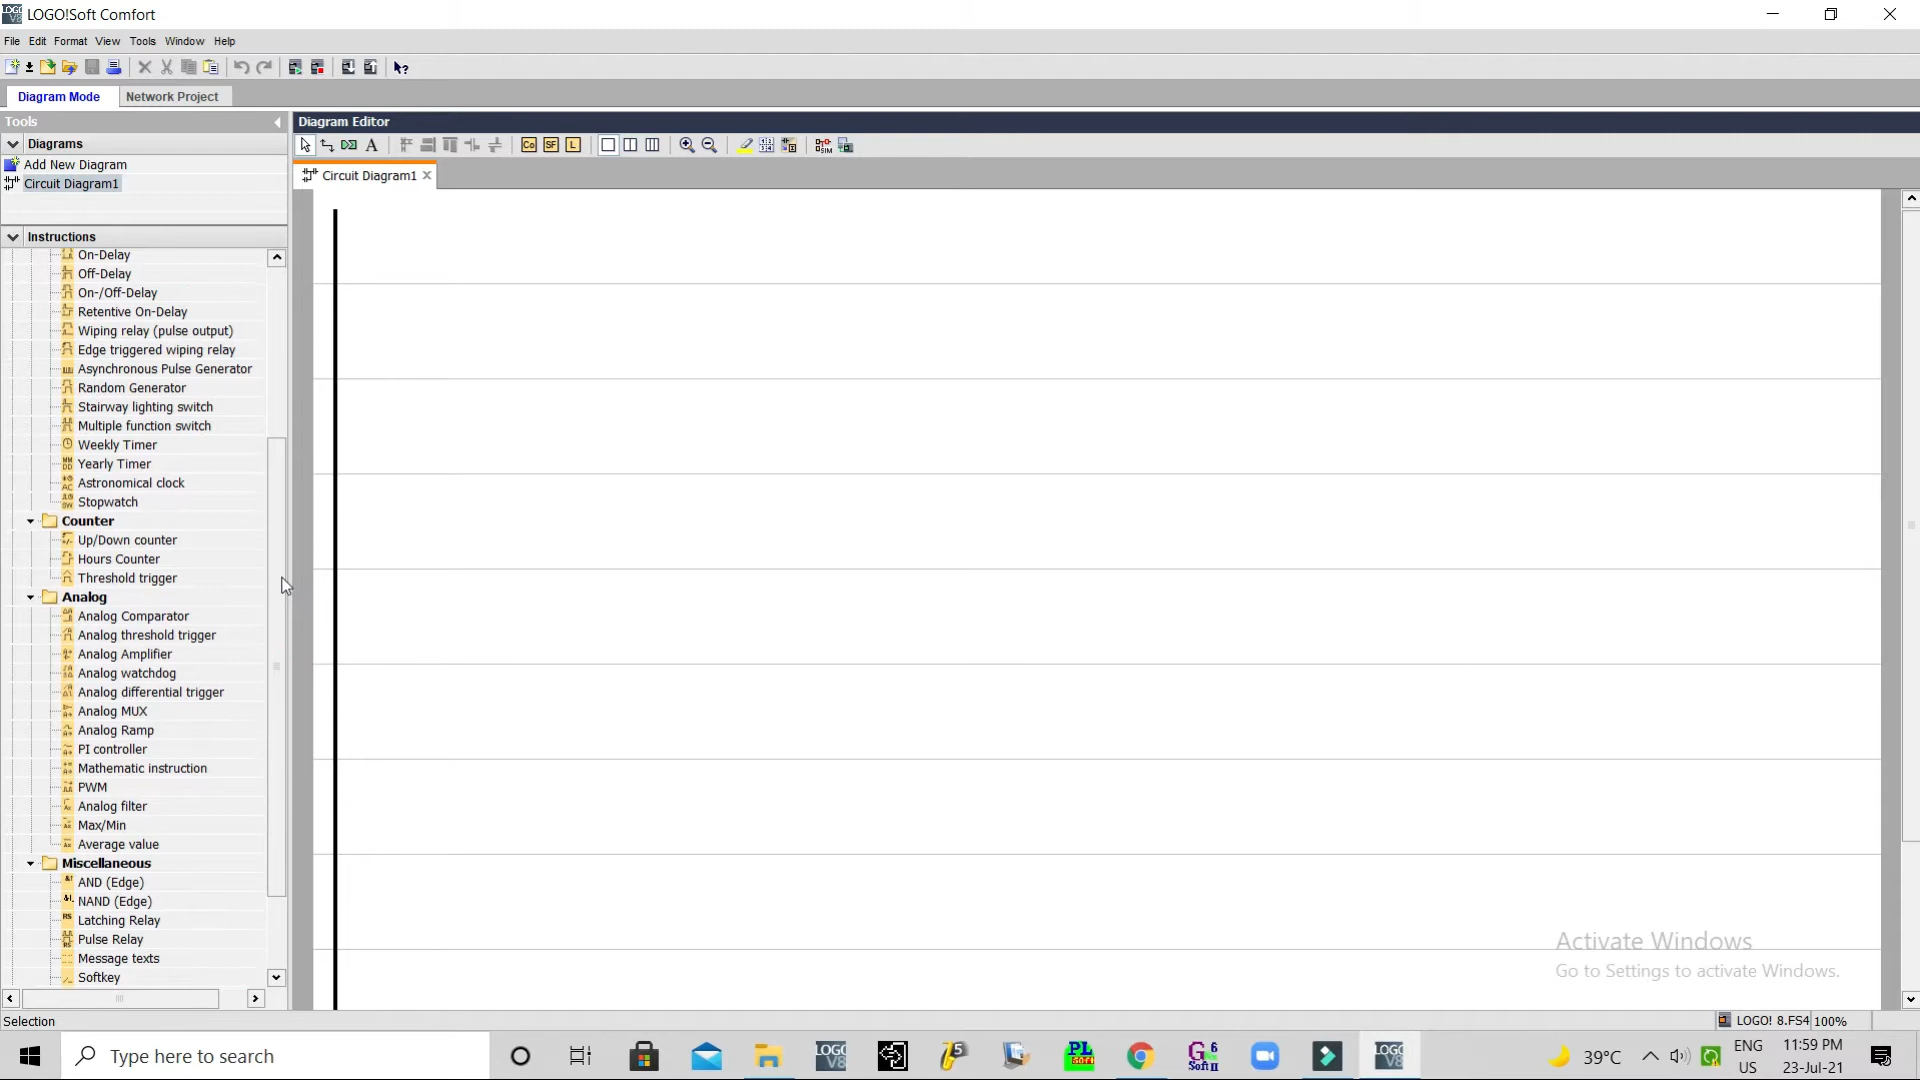 LOGO!Soft Comfort
File Edit Format View Tools Window Help
Diagram Mode Network Project
Tools
Diagrams
Add New Diagram
Circuit Diagram1
Instructions
On-Delay
Off-Delay
On-/Off-Delay
Retentive On-Delay
Wiping relay (pulse output)
Edge triggered wiping relay
Asynchronous Pulse Generator
Random Generator
Stairway lighting switch
Multiple function switch
Weekly Timer
Yearly Timer
Astronomical clock
Stopwatch
Counter
Up/Down counter
Hours Counter
Threshold trigger
Analog
Analog Comparator
Analog threshold trigger
Analog Amplifier
Analog watchdog
Analog differential trigger
Analog MUX
Analog Ramp
PI controller
Mathematic instruction
PWM
Analog filter
Max/Min
Average value
Miscellaneous
AND (Edge)
NAND (Edge)
Latching Relay
Pulse Relay
Message texts
Softkey
Diagram Editor
A Co SF L
Circuit Diagram1
Activate Windows
Go to Settings to activate Windows.
Selection
LOGO! 8.FS4 100%
Type here to search
39°C
ENG
US
11:59 PM
23-Jul-21